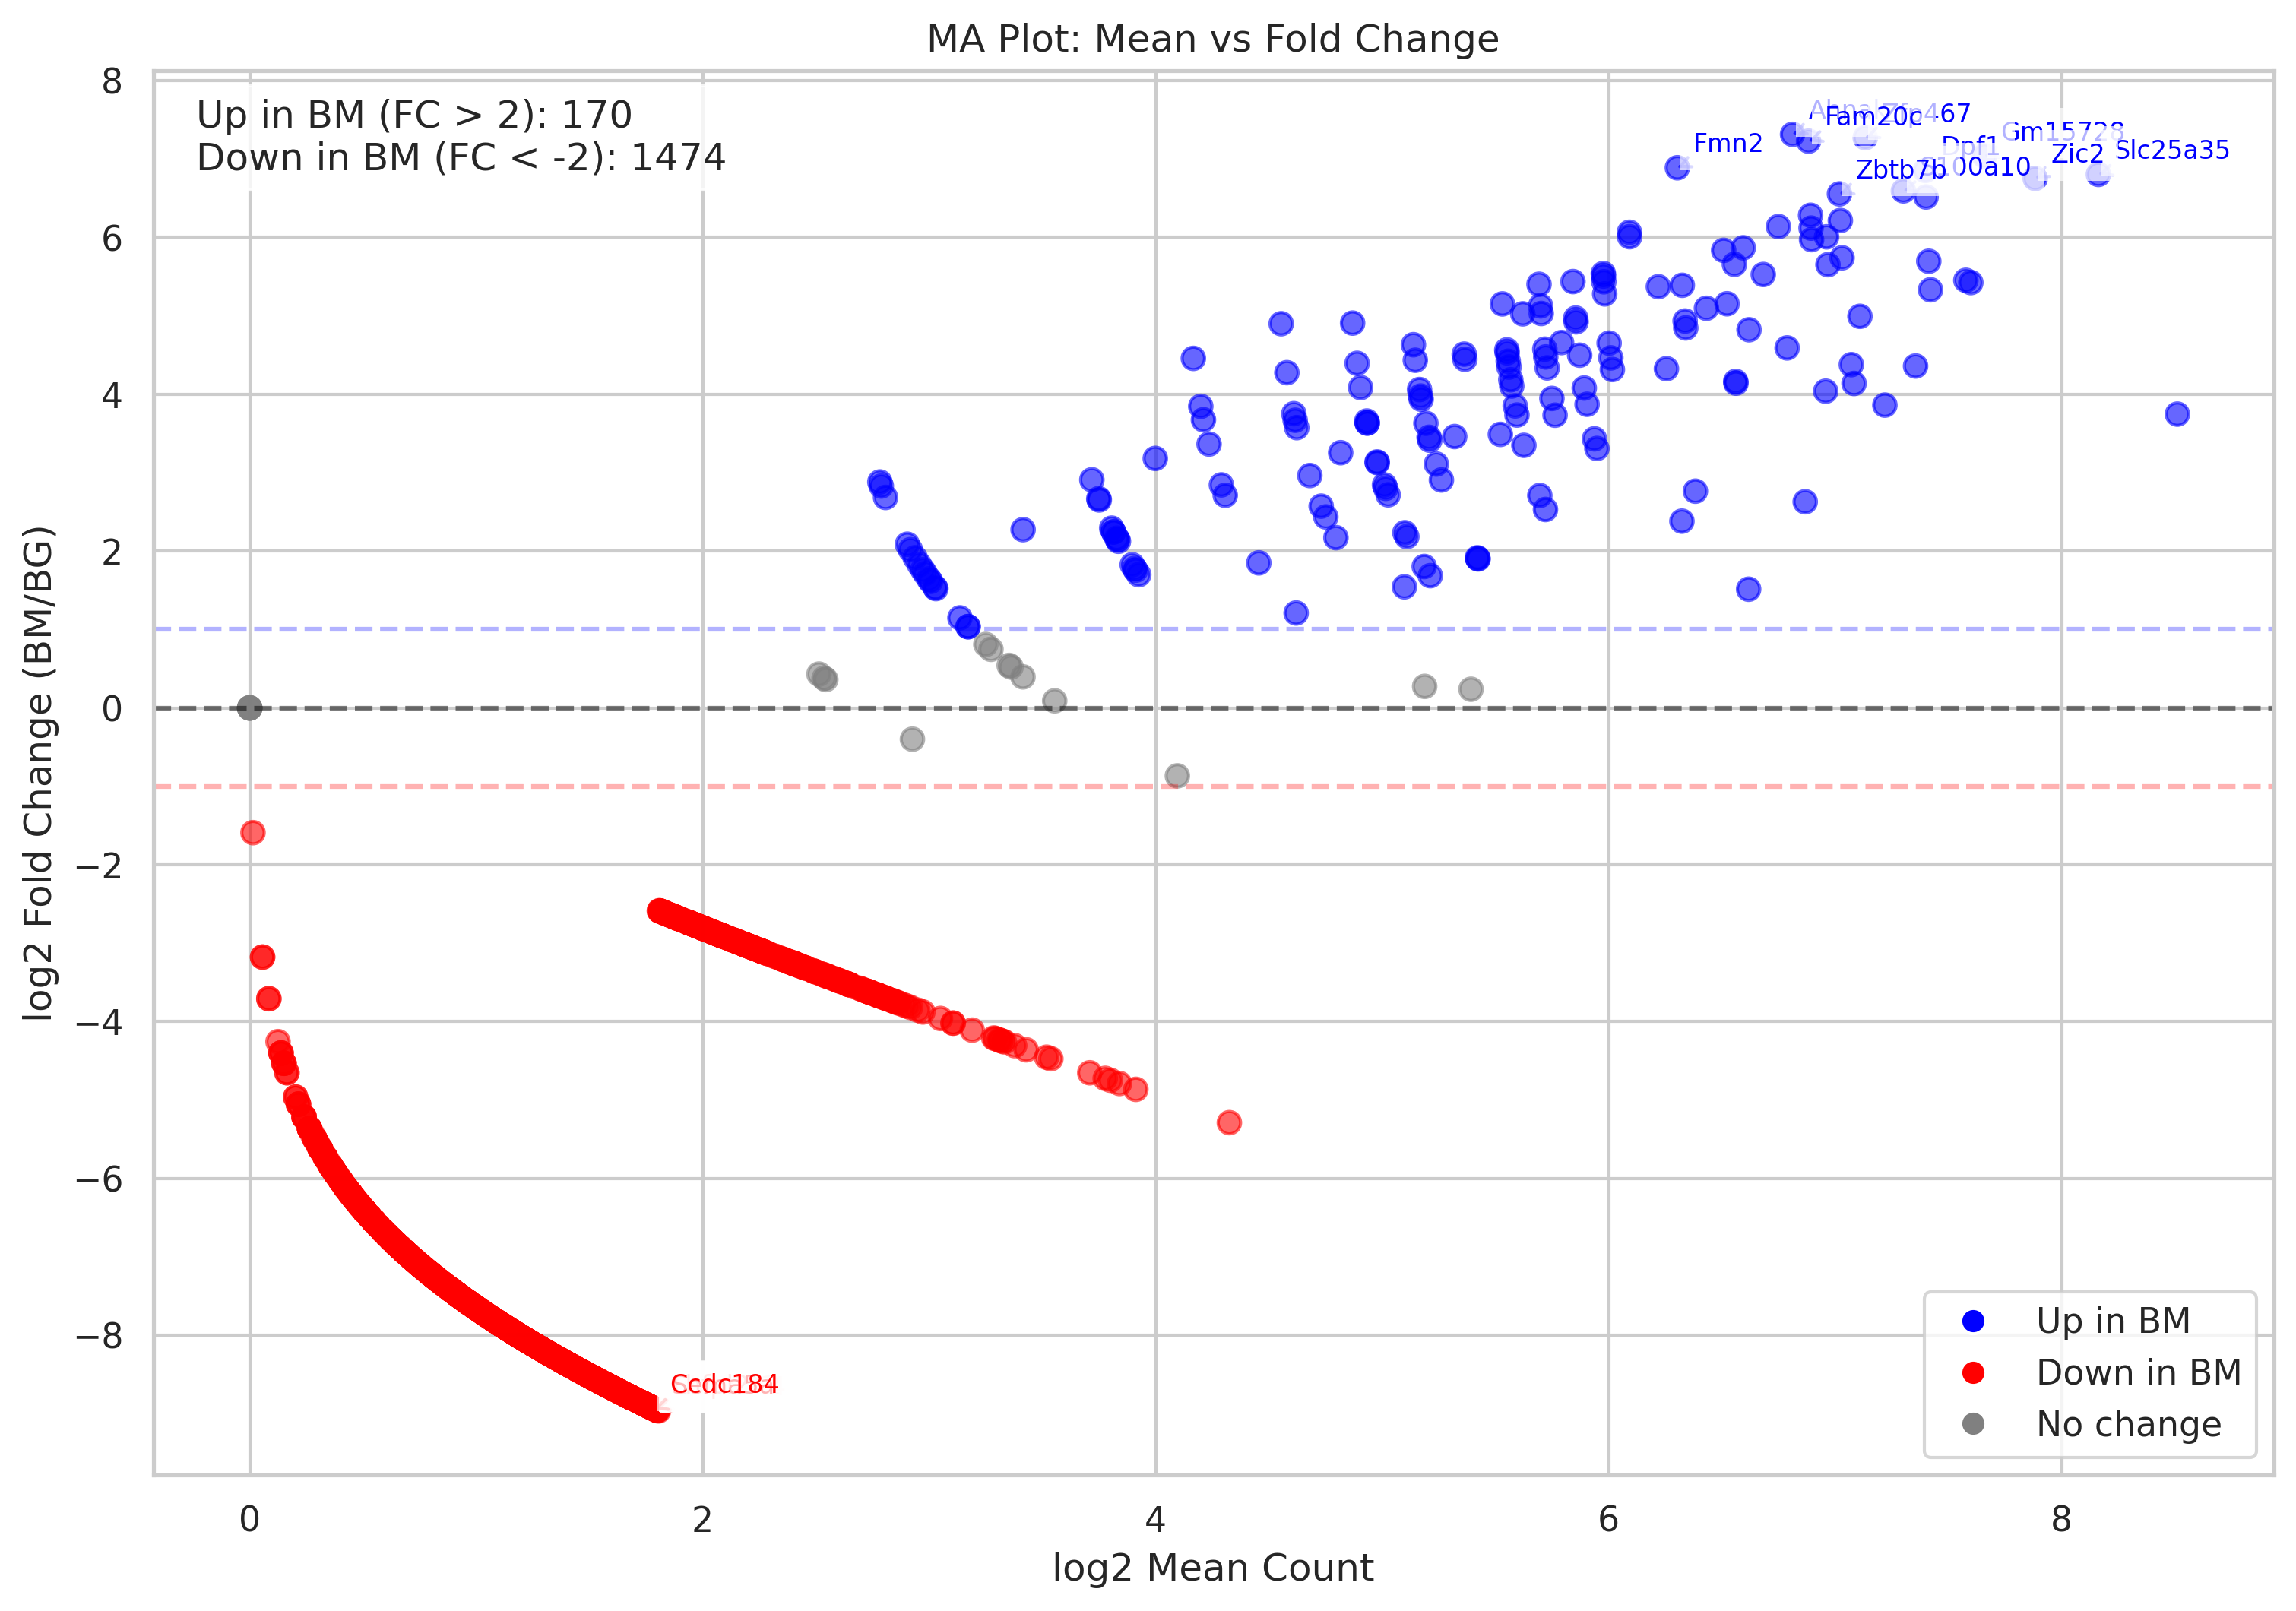 MA Plot: Mean vs Fold Change
Up in BM (FC > 2): 170
Down in BM (FC < -2): 1474
Fam20c
Fmn2
Gm15728
Dpf1
Zic2
Slc25a35
Zbtb7b
S100a10
Ccdc184
8
6
4
2
0
−2
−4
−6
−8
log2 Fold Change (BM/BG)
Up in BM
Down in BM
No change
0
2
4
6
8
log2 Mean Count